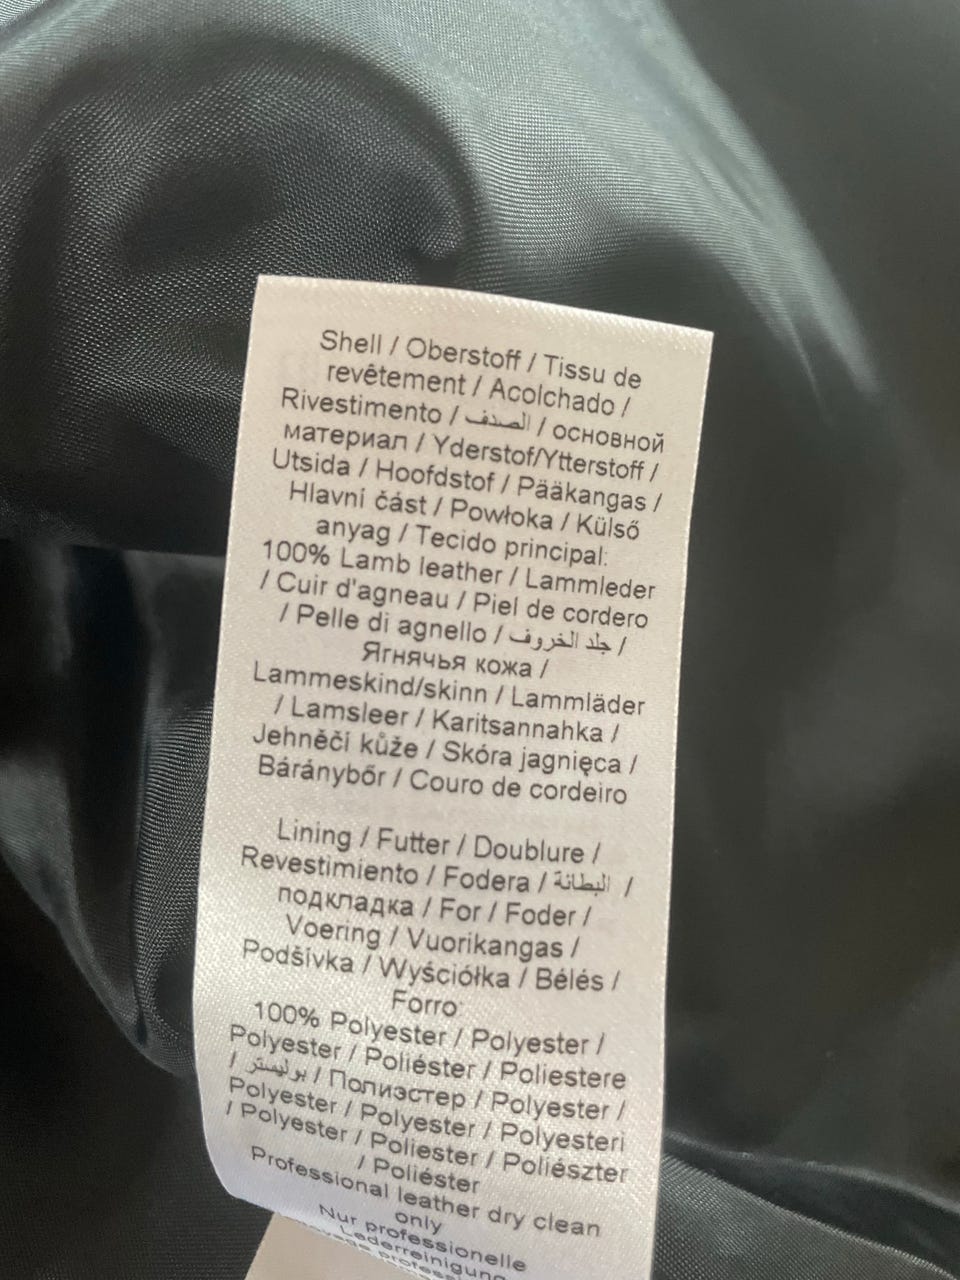 Shell / Oberstoff / Tissu de
revêtement / Acolchado /
Rivestimento / الصدف / основной
материал / Yderstof/Ytterstoff /
Utsida / Hoofdstof / Pääkangas /
Hlavní část / Powłoka / Külső
anyag / Tecido principal:
100% Lamb leather / Lammleder
/ Cuir d'agneau / Piel de cordero
/ Pelle di agnello / جلد الخروف /
Ягнячья кожа /
Lammeskind/skinn / Lammläder
/ Lamsleer / Karitsannahka /
Jehněčí kůže / Skóra jagnięca /
Báránybőr / Couro de cordeiro
Lining / Futter / Doublure /
Revestimiento / Fodera / البطانة /
подкладка / For / Foder /
Voering / Vuorikangas /
Podšívka / Wyściółka / Bélés /
Forro:
100% Polyester / Polyester /
Polyester / Poliéster / Poliestere
/ بوليستر / Полиэстер / Polyester /
Polyester / Polyester / Polyesteri
/ Polyester / Poliester / Poliészter
/ Poliéster
Professional leather dry clean
only
Nur professionelle
Lederreinigung